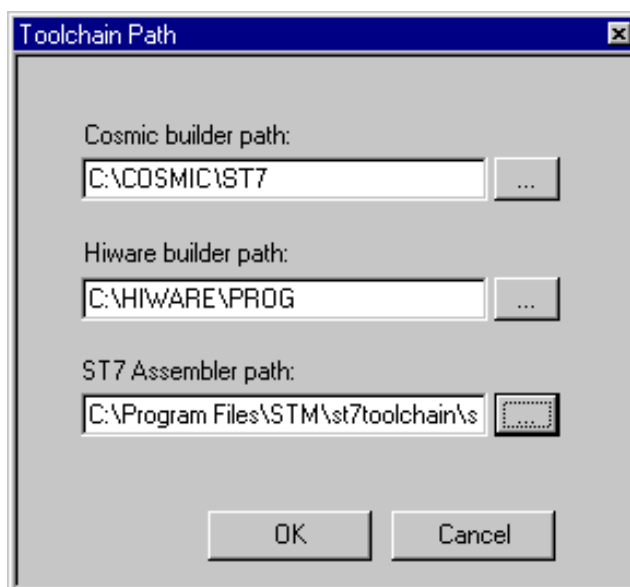 Toolchain Path
Cosmic builder path:
C:\COSMIC\ST7
...
Hiware builder path:
C:\HIWARE\PROG
...
ST7 Assembler path:
C:\Program Files\STM\st7toolchain\s
...
OK
Cancel